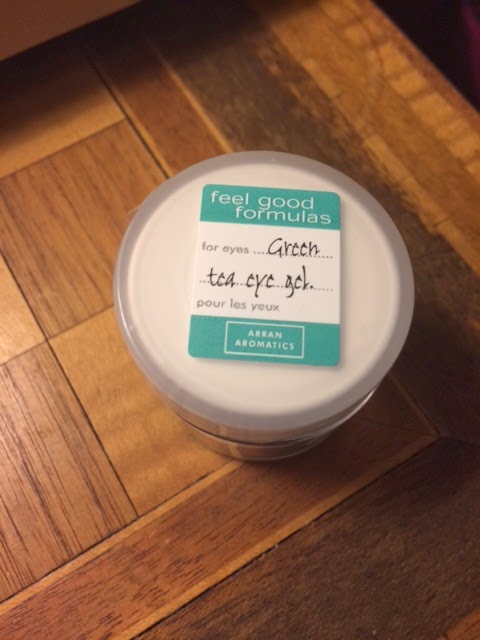 feel good
formulas
for eyes ....Green......
...tea eye gel......
pour les yeux
ARRAN
AROMATICS